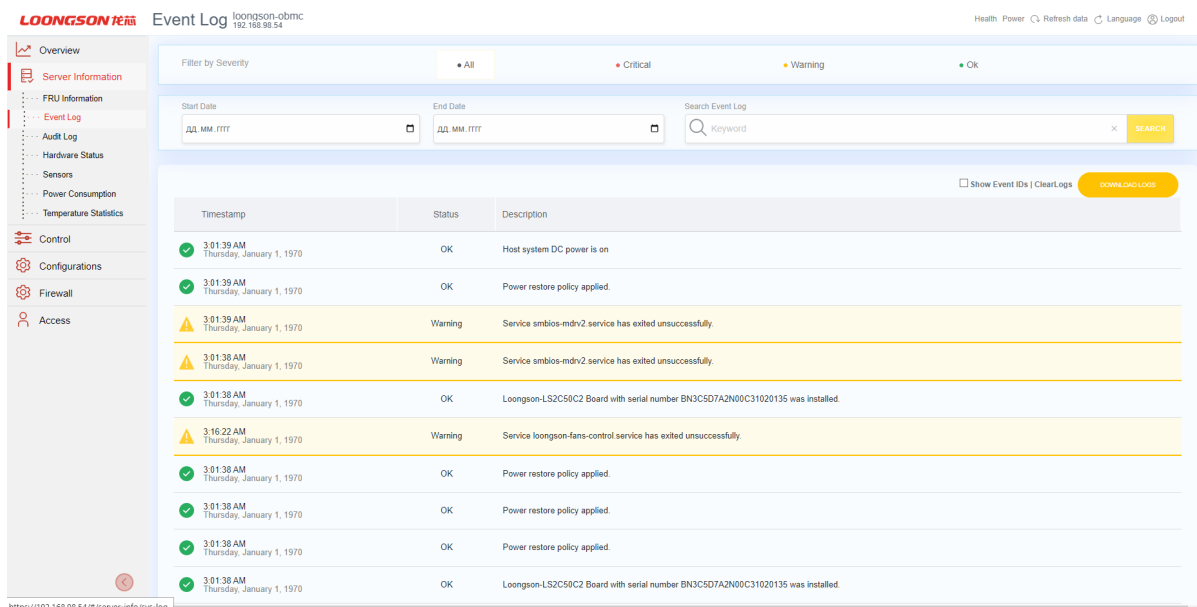 LOONGSON 龙芯
Event Log
loongson-obmc
192.168.98.54
Health Power Refresh data Language Logout
Overview
Server Information
FRU Information
Event Log
Audit Log
Hardware Status
Sensors
Power Consumption
Temperature Statistics
Control
Configurations
Firewall
Access
Filter by Severity
All
Critical
Warning
Ok
Start Date
дд.мм.гггг
End Date
дд.мм.гггг
Search Event Log
Keyword
SEARCH
Show Event IDs | ClearLogs
DOWNLOAD LOGS
Timestamp Status Description
3:01:39 AM
Thursday, January 1, 1970
OK
Host system DC power is on
3:01:39 AM
Thursday, January 1, 1970
OK
Power restore policy applied.
3:01:39 AM
Thursday, January 1, 1970
Warning
Service smbios-mdrv2.service has exited unsuccessfully.
3:01:38 AM
Thursday, January 1, 1970
Warning
Service smbios-mdrv2.service has exited unsuccessfully.
3:01:38 AM
Thursday, January 1, 1970
OK
Loongson-LS2C50C2 Board with serial number BN3C5D7A2N00C31020135 was installed.
3:16:22 AM
Thursday, January 1, 1970
Warning
Service loongson-fans-control.service has exited unsuccessfully.
3:01:38 AM
Thursday, January 1, 1970
OK
Power restore policy applied.
3:01:38 AM
Thursday, January 1, 1970
OK
Power restore policy applied.
3:01:38 AM
Thursday, January 1, 1970
OK
Power restore policy applied.
3:01:38 AM
Thursday, January 1, 1970
OK
Loongson-LS2C50C2 Board with serial number BN3C5D7A2N00C31020135 was installed.